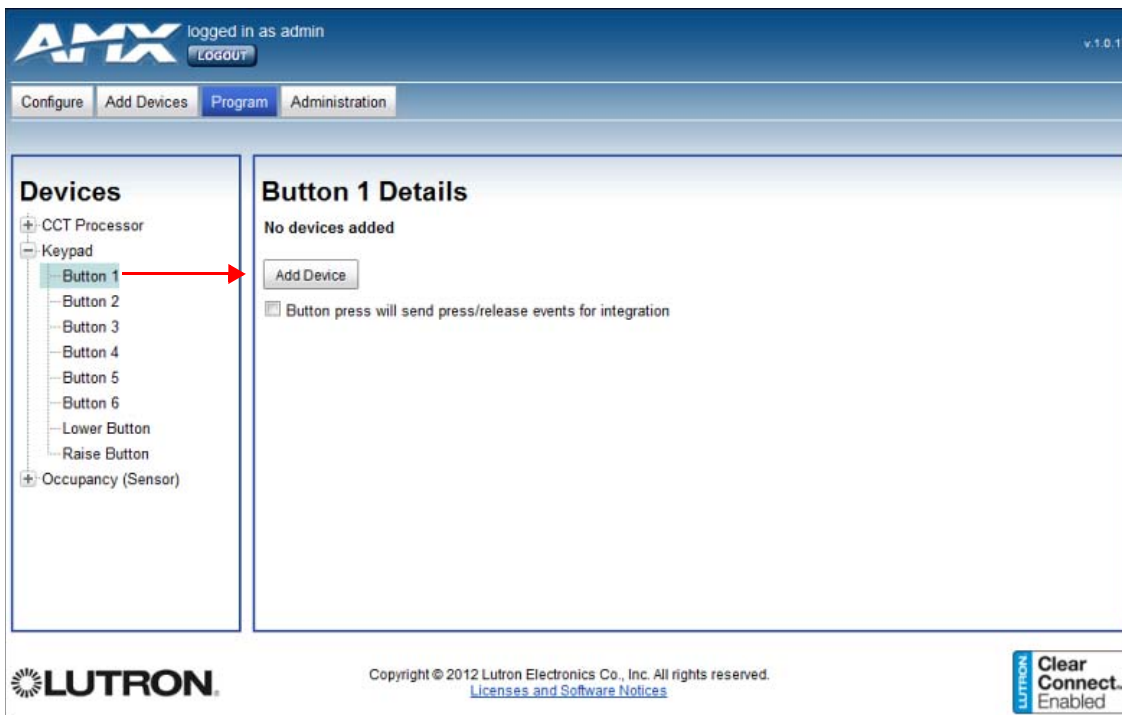 AMX
logged in as admin
LOGOUT
v.1.0.1
Configure Add Devices Program Administration
Devices
CCT Processor
Keypad
Button 1
Button 2
Button 3
Button 4
Button 5
Button 6
Lower Button
Raise Button
Occupancy (Sensor)
Button 1 Details
No devices added
Add Device
Button press will send press/release events for integration
LUTRON.
Copyright © 2012 Lutron Electronics Co., Inc. All rights reserved.
Licenses and Software Notices
LUTRON
Clear
Connect™
Enabled